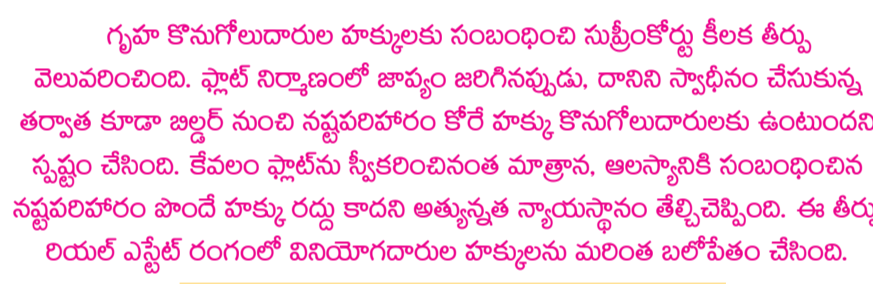 గృహ కొనుగోలుదారుల హక్కులకు సంబంధించి సుప్రీంకోర్టు కీలక తీర్పు
వెలువరించింది. ఫ్లాట్ నిర్మాణంలో జాప్యం జరిగినప్పుడు, దానిని స్వాధీనం చేసుకున్న
తర్వాత కూడా బిల్డర్ నుంచి నష్టపరిహారం కోరే హక్కు కొనుగోలుదారులకు ఉంటుందని
స్పష్టం చేసింది. కేవలం ఫ్లాట్‌ను స్వీకరించినంత మాత్రాన, ఆలస్యానికి సంబంధించిన
నష్టపరిహారం పొందే హక్కు రద్దు కాదని అత్యున్నత న్యాయస్థానం తేల్చిచెప్పింది. ఈ తీర్పు
రియల్ ఎస్టేట్ రంగంలో వినియోగదారుల హక్కులను మరింత బలోపేతం చేసింది.